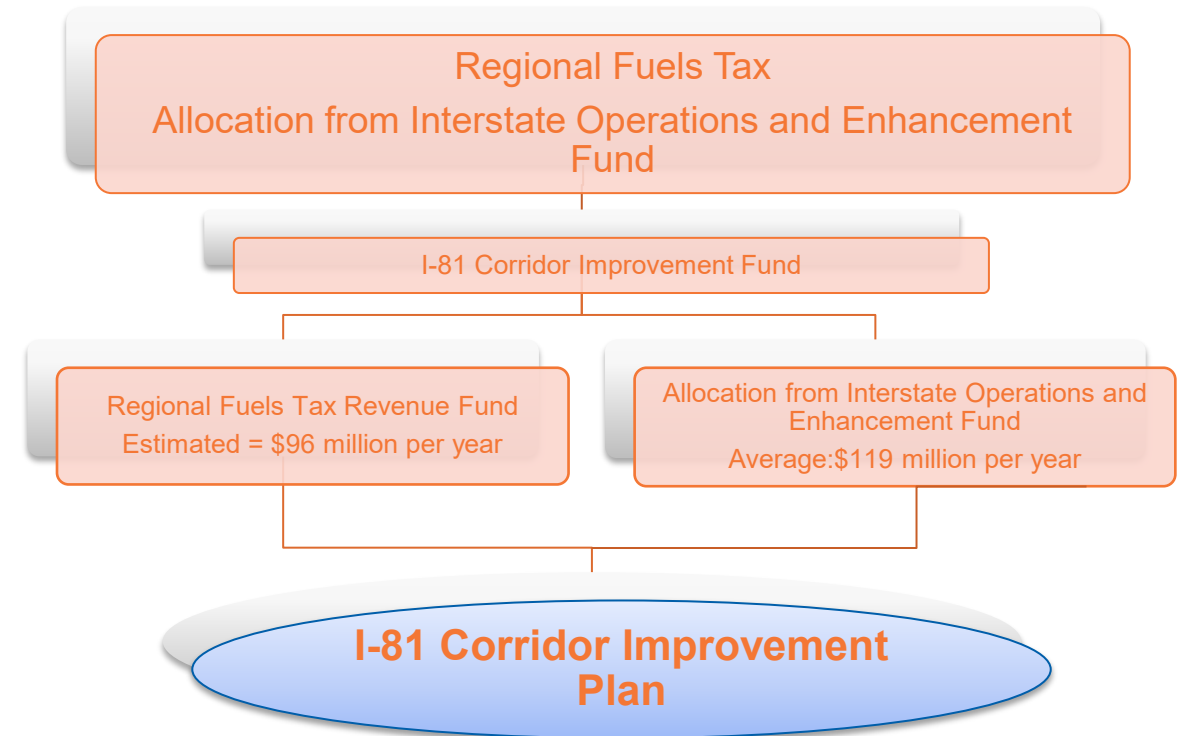 Regional Fuels Tax
Allocation from Interstate Operations and Enhancement
Fund
I-81 Corridor Improvement Fund
Regional Fuels Tax Revenue Fund
Estimated = $96 million per year
Allocation from Interstate Operations and
Enhancement Fund
Average:$119 million per year
I-81 Corridor Improvement
Plan